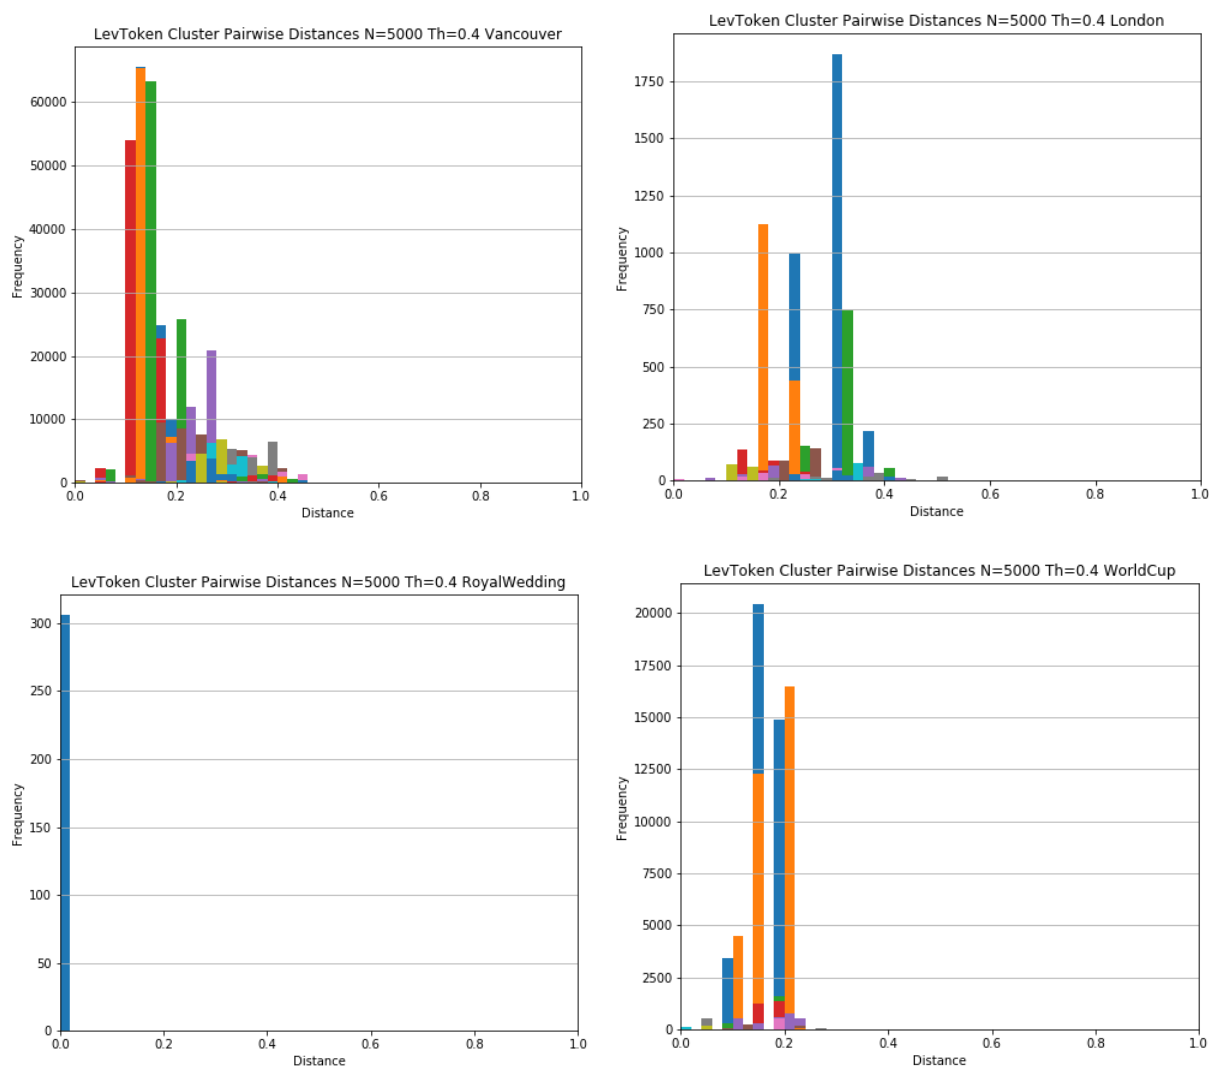 LevToken Cluster Pairwise Distances N=5000 Th=0.4 Vancouver
60000
50000
40000
30000
20000
10000
0
Frequency
0.0 0.2 0.4 0.6 0.8 1.0
Distance
LevToken Cluster Pairwise Distances N=5000 Th=0.4 London
1750
1500
1250
1000
750
500
250
0
Frequency
0.0 0.2 0.4 0.6 0.8 1.0
Distance
LevToken Cluster Pairwise Distances N=5000 Th=0.4 RoyalWedding
300
250
200
150
100
50
0
Frequency
0.0 0.2 0.4 0.6 0.8 1.0
Distance
LevToken Cluster Pairwise Distances N=5000 Th=0.4 WorldCup
20000
17500
15000
12500
10000
7500
5000
2500
0
Frequency
0.0 0.2 0.4 0.6 0.8 1.0
Distance